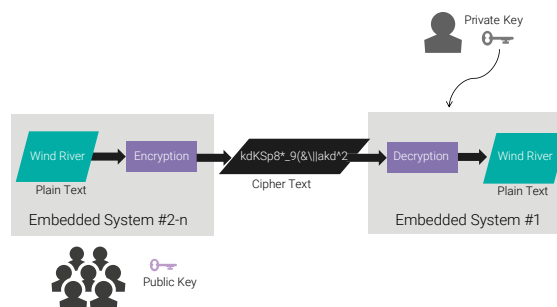 Private Key
Wind River
Encryption
kdKSp8*_9(&\||akd^2
Decryption
Wind River
Plain Text
Cipher Text
Plain Text
Embedded System #2-n
Embedded System #1
Public Key